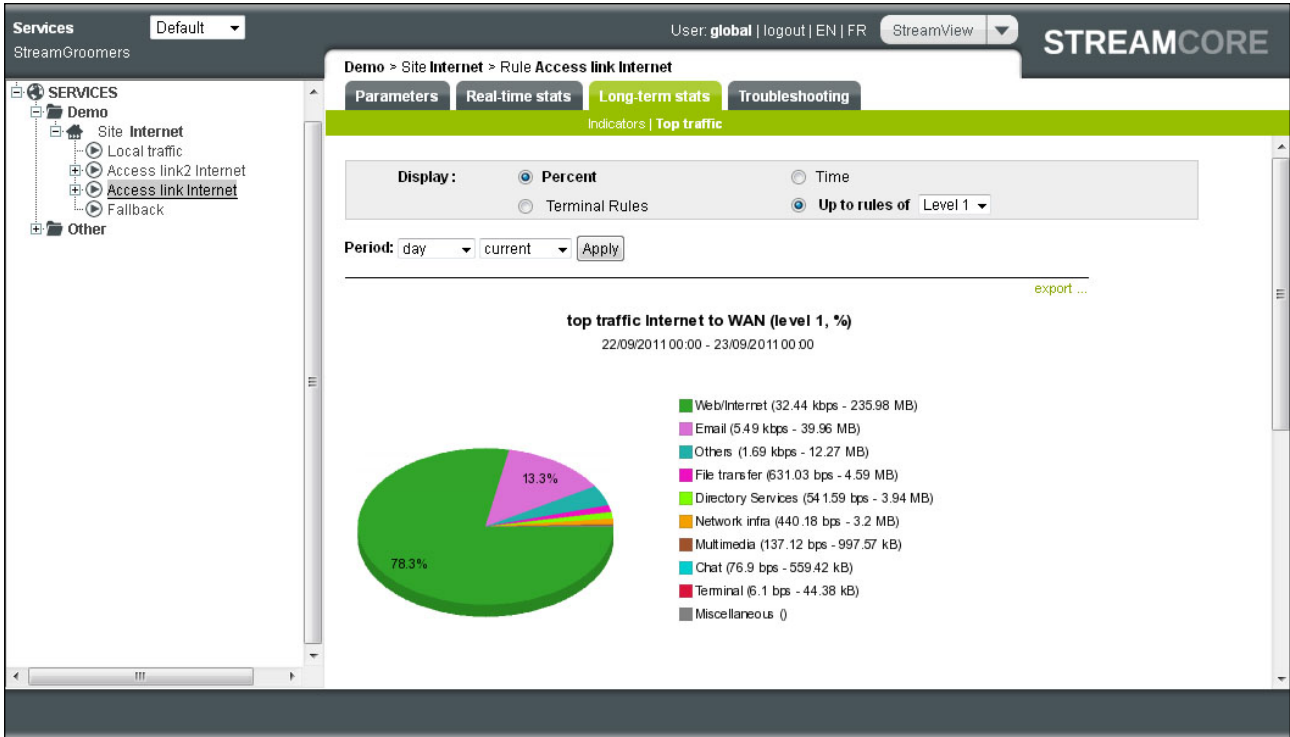 Services Default
StreamGroomers
User: global | logout | EN | FR StreamView
STREAMCORE
Demo > Site Internet > Rule Access link Internet
Parameters Real-time stats Long-term stats Troubleshooting
Indicators | Top traffic
SERVICES
Demo
Site Internet
Local traffic
Access link2 Internet
Access link Internet
Fallback
Other
Display : Percent Time
Terminal Rules Up to rules of Level 1
Period: day current Apply
export ...
top traffic Internet to WAN (level 1, %)
22/09/2011 00:00 - 23/09/2011 00:00
Web/Internet (32.44 kbps - 235.98 MB)
Email (5.49 kbps - 39.96 MB)
Others (1.69 kbps - 12.27 MB)
File transfer (631.03 bps - 4.59 MB)
Directory Services (541.59 bps - 3.94 MB)
Network infra (440.18 bps - 3.2 MB)
Multimedia (137.12 bps - 997.57 kB)
Chat (76.9 bps - 559.42 kB)
Terminal (6.1 bps - 44.38 kB)
Miscellaneous ()
13.3%
78.3%